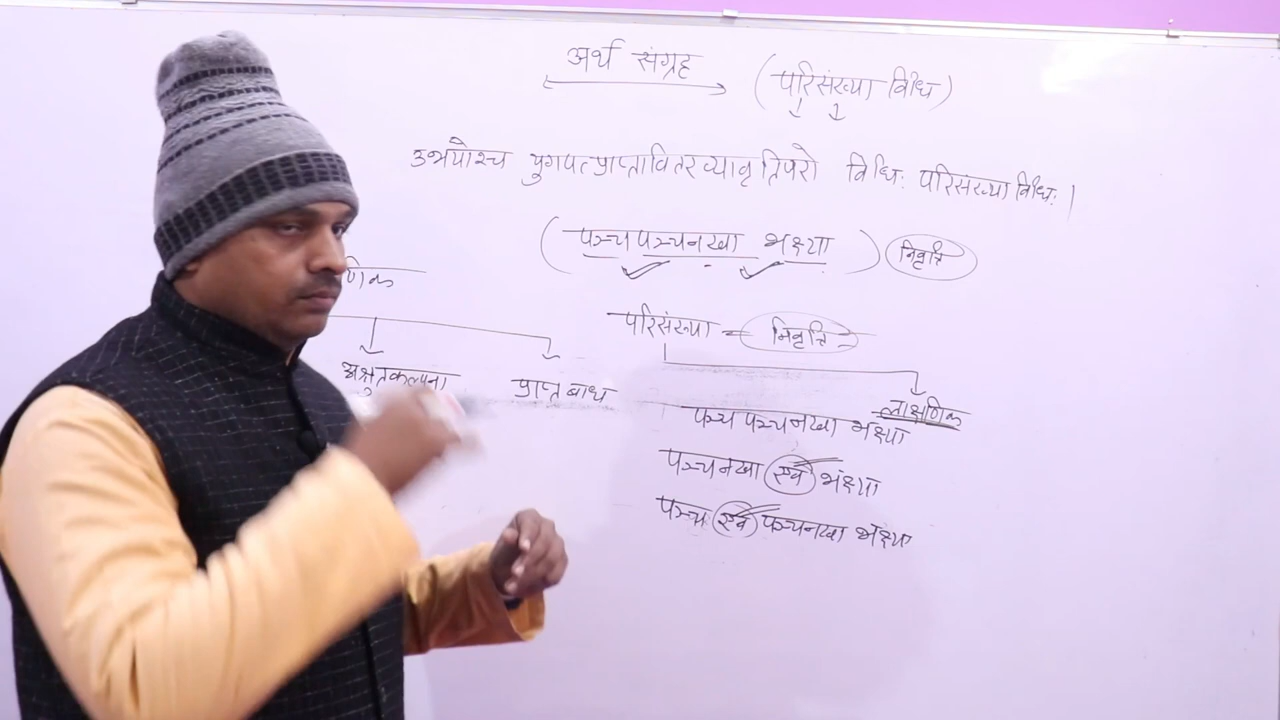 अर्थ संग्रह (परिसंख्या विधि)
उभयोश्च युगपत्प्राप्तावितरव्यावृत्तिपरो विधिः परिसंख्या विधिः।
(पञ्च पञ्चनखा भक्ष्या) निवृत्ति
णिक
परिसंख्या = निवृत्ति =
अश्रुतकल्पना प्राप्त बाध
लाक्षणिक
पञ्च पञ्चनखा भक्ष्या
पञ्चनखा एव भक्ष्या
पञ्च एव पञ्चनखा भक्ष्या